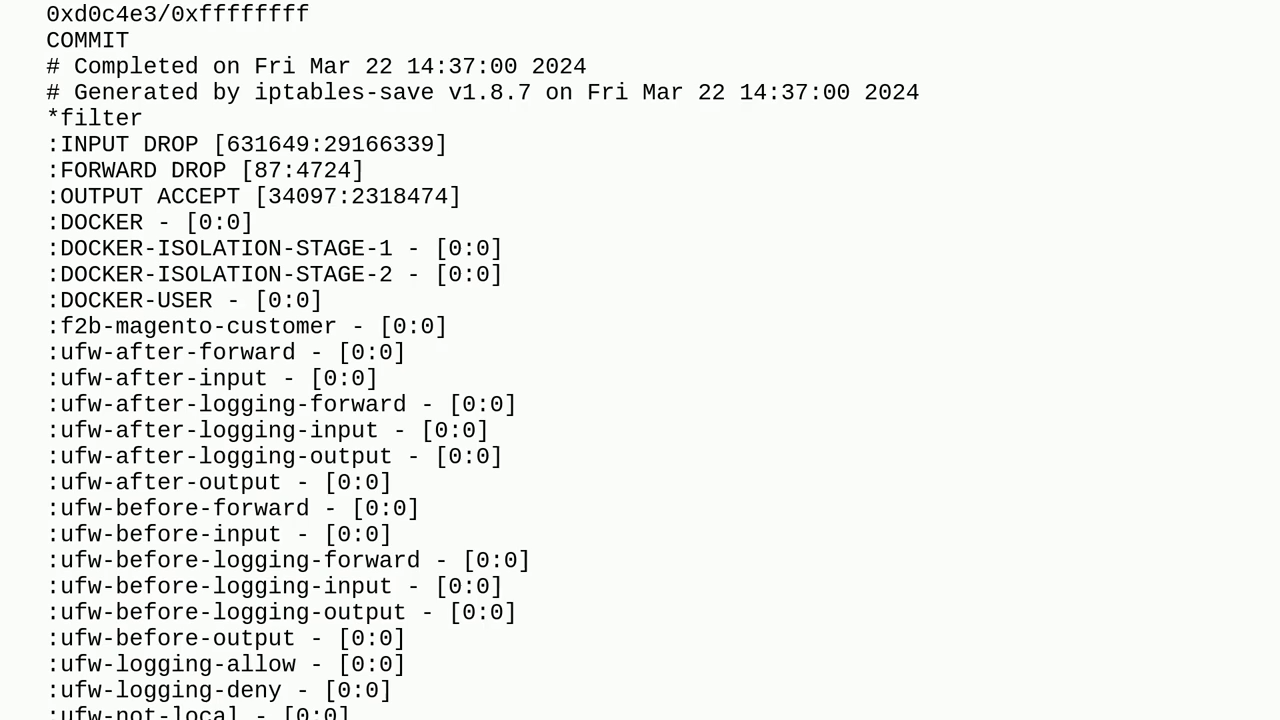 0xd0c4e3/0xffffffff
COMMIT
# Completed on Fri Mar 22 14:37:00 2024
# Generated by iptables-save v1.8.7 on Fri Mar 22 14:37:00 2024
*filter
:INPUT DROP [631649:29166339]
:FORWARD DROP [87:4724]
:OUTPUT ACCEPT [34097:2318474]
:DOCKER - [0:0]
:DOCKER-ISOLATION-STAGE-1 - [0:0]
:DOCKER-ISOLATION-STAGE-2 - [0:0]
:DOCKER-USER - [0:0]
:f2b-magento-customer - [0:0]
:ufw-after-forward - [0:0]
:ufw-after-input - [0:0]
:ufw-after-logging-forward - [0:0]
:ufw-after-logging-input - [0:0]
:ufw-after-logging-output - [0:0]
:ufw-after-output - [0:0]
:ufw-before-forward - [0:0]
:ufw-before-input - [0:0]
:ufw-before-logging-forward - [0:0]
:ufw-before-logging-input - [0:0]
:ufw-before-logging-output - [0:0]
:ufw-before-output - [0:0]
:ufw-logging-allow - [0:0]
:ufw-logging-deny - [0:0]
:ufw-not-local - [0:0]